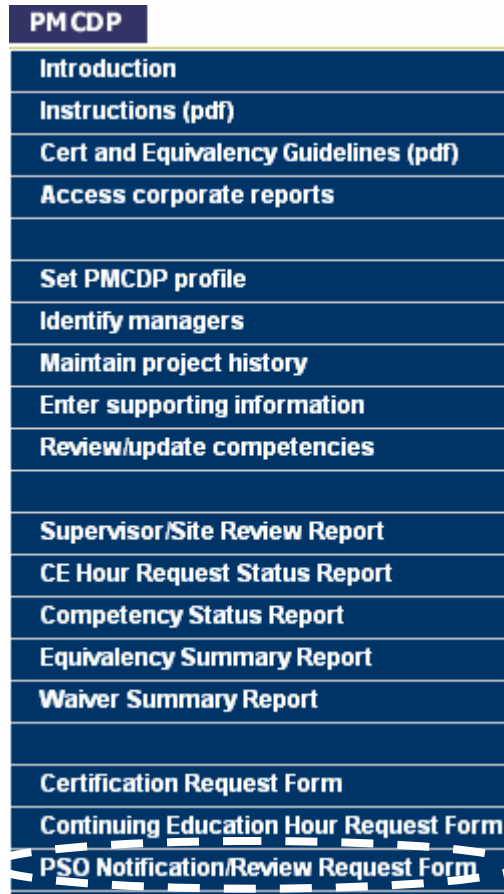 PMCDP
Introduction
Instructions (pdf)
Cert and Equivalency Guidelines (pdf)
Access corporate reports
Set PMCDP profile
Identify managers
Maintain project history
Enter supporting information
Review/update competencies
Supervisor/Site Review Report
CE Hour Request Status Report
Competency Status Report
Equivalency Summary Report
Waiver Summary Report
Certification Request Form
Continuing Education Hour Request Form
PSO Notification/Review Request Form